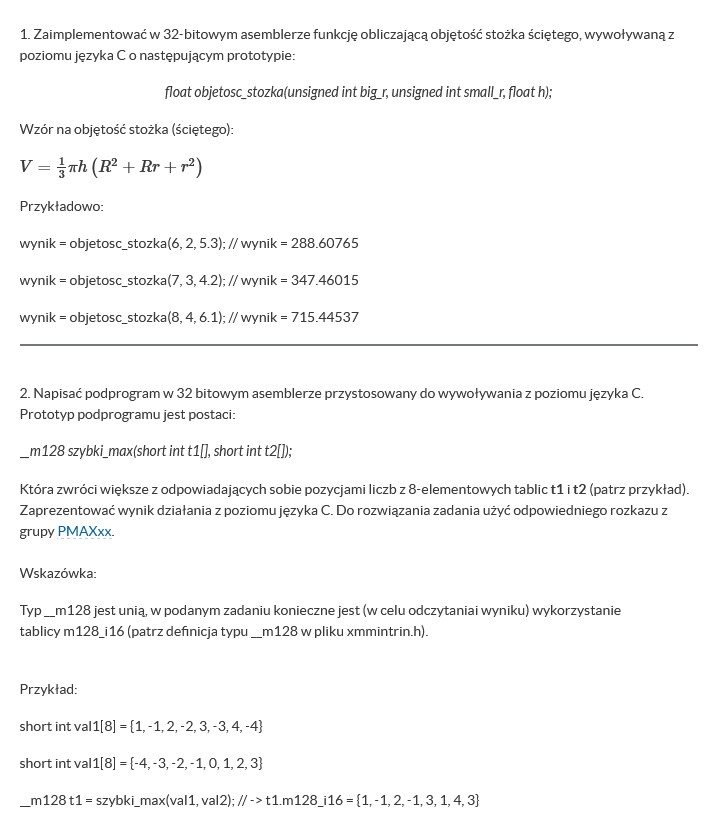 1. Zaimplementować w 32-bitowym asemblerze funkcję obliczającą objętość stożka ściętego, wywoływaną z
poziomu języka C o następującym prototypie:
float objetosc_stozka(unsigned int big_r, unsigned int small_r, float h);
Wzór na objętość stożka (ściętego):
V = 1/3 πh (R² + Rr + r²)
Przykładowo:
wynik = objetosc_stozka(6, 2, 5.3); // wynik = 288.60765
wynik = objetosc_stozka(7, 3, 4.2); // wynik = 347.46015
wynik = objetosc_stozka(8, 4, 6.1); // wynik = 715.44537
2. Napisać podprogram w 32 bitowym asemblerze przystosowany do wywoływania z poziomu języka C.
Prototyp podprogramu jest postaci:
__m128 szybki_max(short int t1[], short int t2[]);
Która zwróci większe z odpowiadających sobie pozycjami liczb z 8-elementowych tablic t1 i t2 (patrz przykład).
Zaprezentować wynik działania z poziomu języka C. Do rozwiązania zadania użyć odpowiedniego rozkazu z
grupy PMAXxx.
Wskazówka:
Typ __m128 jest unią, w podanym zadaniu konieczne jest (w celu odczytaniai wyniku) wykorzystanie
tablicy m128_i16 (patrz definicja typu __m128 w pliku xmmintrin.h).
Przykład:
short int val1[8] = {1, -1, 2, -2, 3, -3, 4, -4}
short int val1[8] = {-4, -3, -2, -1, 0, 1, 2, 3}
__m128 t1 = szybki_max(val1, val2); // -> t1.m128_i16 = {1, -1, 2, -1, 3, 1, 4, 3}